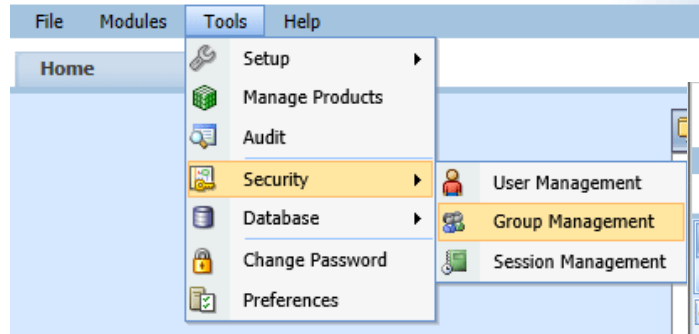 File Modules Tools Help
Home
Setup
Manage Products
Audit
Security
User Management
Database
Group Management
Change Password
Session Management
Preferences